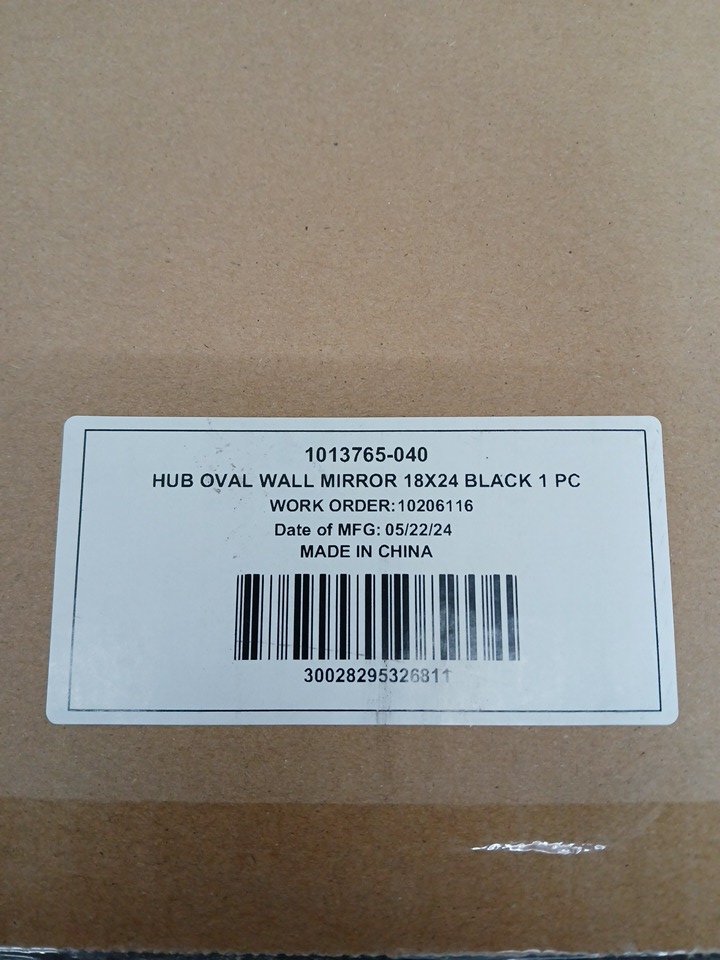 1013765-040
HUB OVAL WALL MIRROR 18X24 BLACK 1 PC
WORK ORDER:10206116
Date of MFG: 05/22/24
MADE IN CHINA
30028295326811